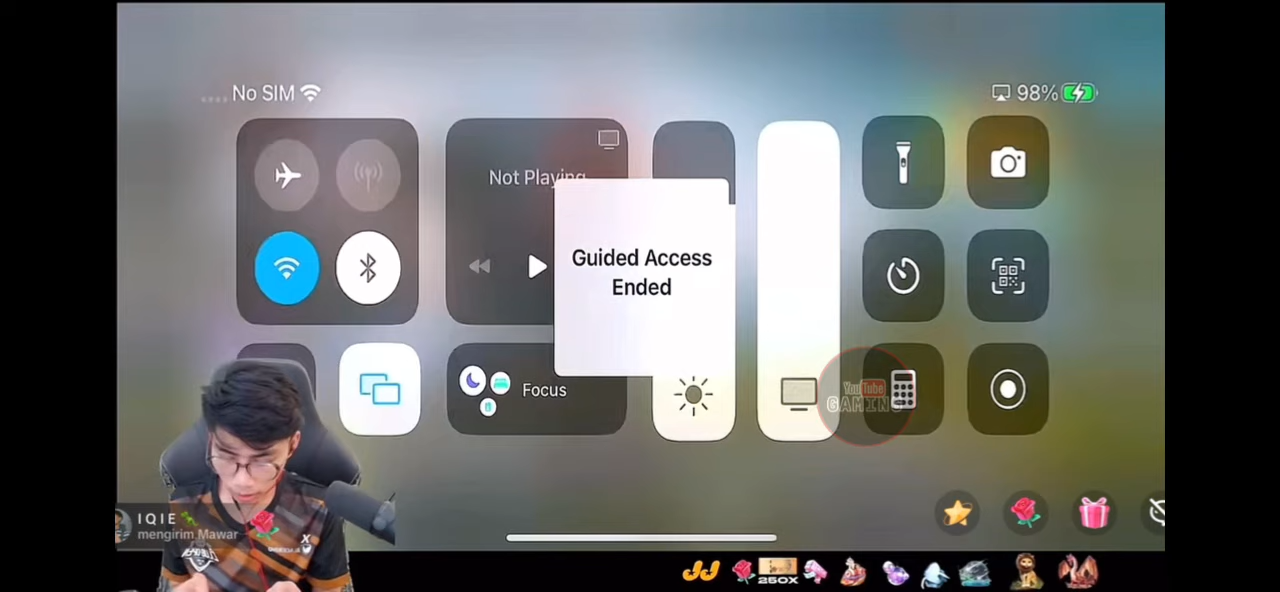 No SIM
98%
Not Playing
Guided Access
Ended
Focus
YouTube
GAMING
IQIE
mengirim Mawar
250X